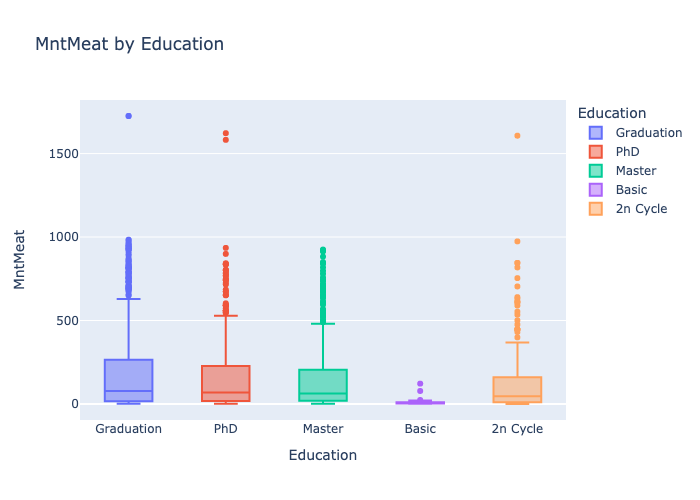 MntMeat by Education
MntMeat
1500
1000
500
0
Graduation
PhD
Master
Basic
2n Cycle
Education
Education
Graduation
PhD
Master
Basic
2n Cycle